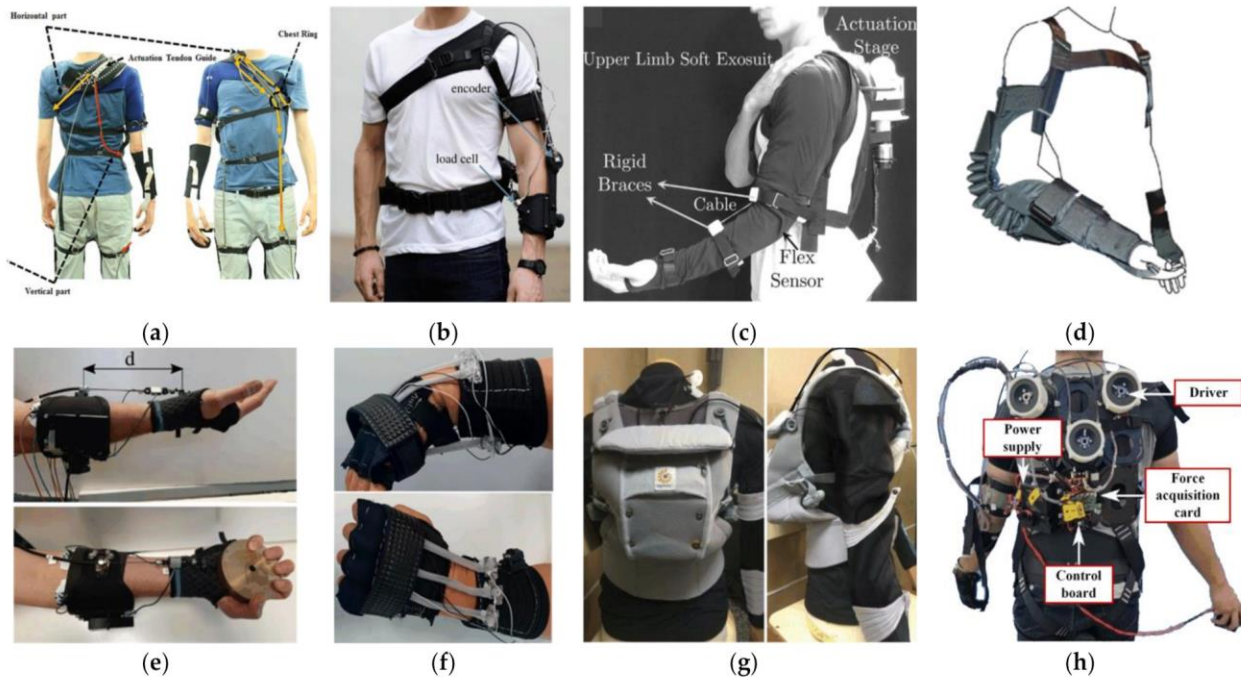 Horizontal part
Actuation Tendon Guide
Chest Ring
Vertical part
(a)
encoder
load cell
(b)
Upper Limb Soft Exosuit
Actuation
Stage
Rigid
Braces
Cable
Flex
Sensor
(c)
(d)
d
(e)
(f)
(g)
Driver
Power
supply
Force
acquisition
card
Control
board
(h)